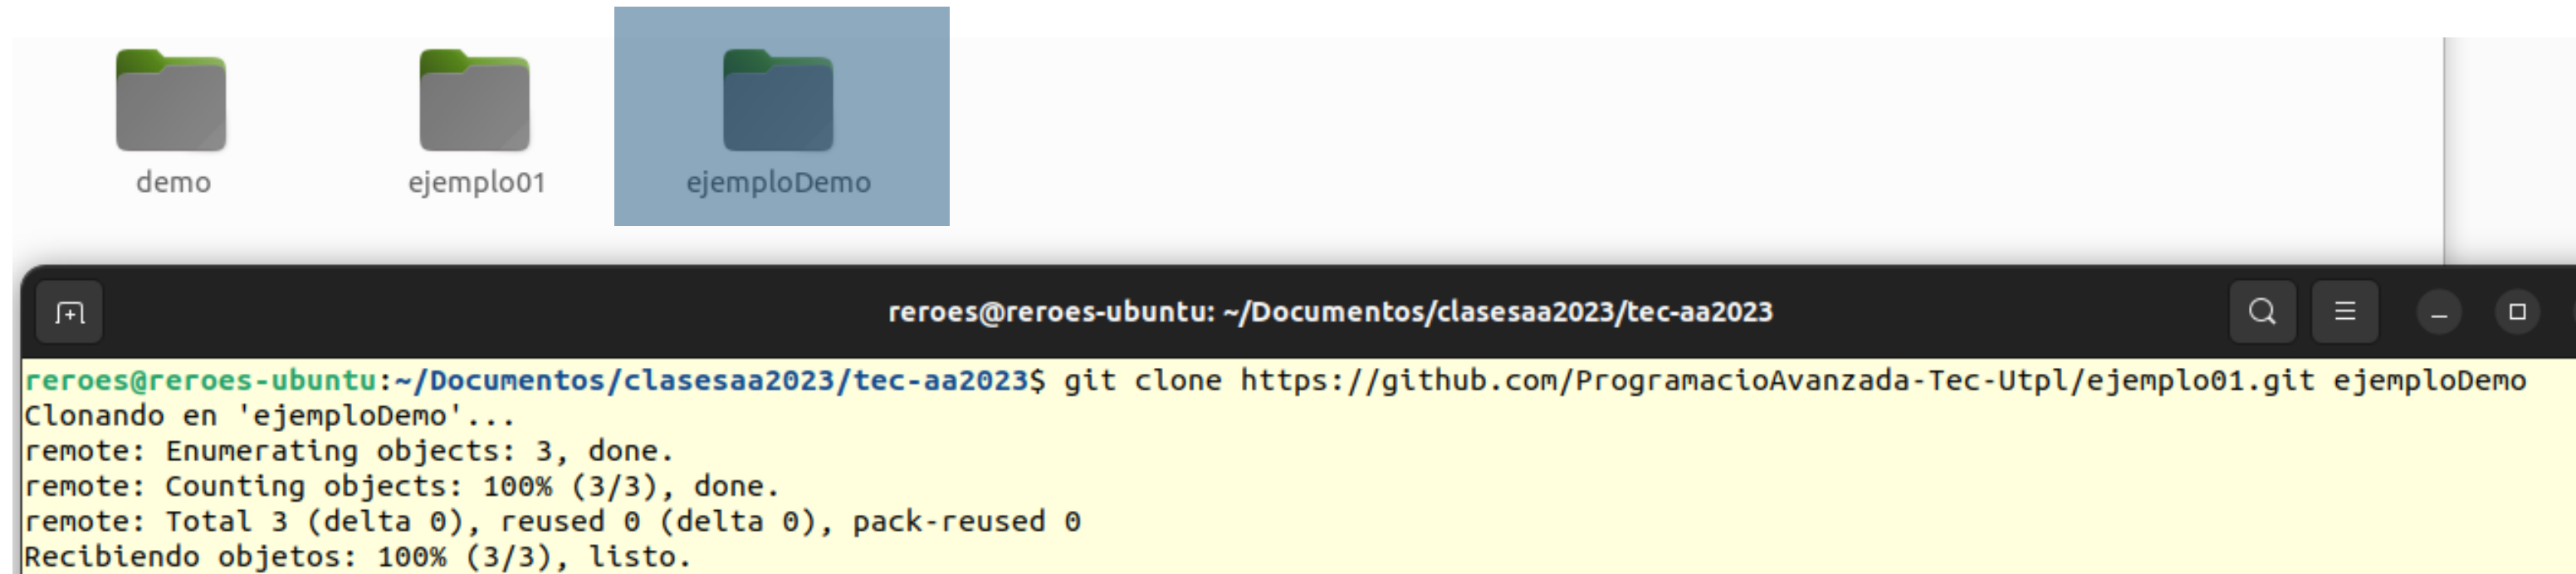 demo ejemplo01 ejemploDemo
reroes@reroes-ubuntu: ~/Documentos/clasesaa2023/tec-aa2023
reroes@reroes-ubuntu:~/Documentos/clasesaa2023/tec-aa2023$ git clone https://github.com/ProgramacioAvanzada-Tec-Utpl/ejemplo01.git ejemploDemo
Clonando en 'ejemploDemo'...
remote: Enumerating objects: 3, done.
remote: Counting objects: 100% (3/3), done.
remote: Total 3 (delta 0), reused 0 (delta 0), pack-reused 0
Recibiendo objetos: 100% (3/3), listo.